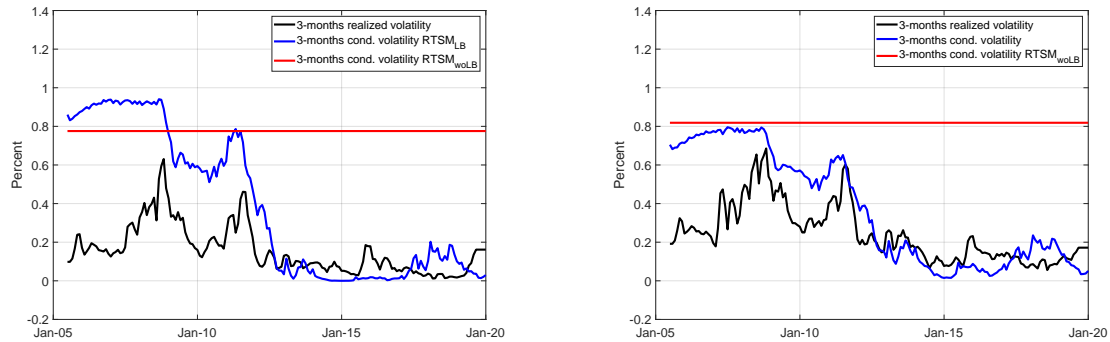 1.4
1.2
1
0.8
0.6
0.4
0.2
0
-0.2
Percent
Jan-05
Jan-10
Jan-15
Jan-20
3-months realized volatility
3-months cond. volatility RTSM_LB
3-months cond. volatility RTSM_woLB
1.4
1.2
1
0.8
0.6
0.4
0.2
0
-0.2
Percent
Jan-05
Jan-10
Jan-15
Jan-20
3-months realized volatility
3-months cond. volatility
3-months cond. volatility RTSM_woLB